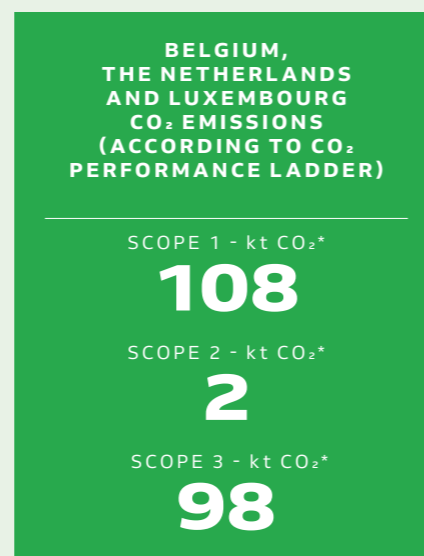 BELGIUM,
THE NETHERLANDS
AND LUXEMBOURG
CO₂ EMISSIONS
(ACCORDING TO CO₂
PERFORMANCE LADDER)
SCOPE 1 - kt CO₂*
108
SCOPE 2 - kt CO₂*
2
SCOPE 3 - kt CO₂*
98